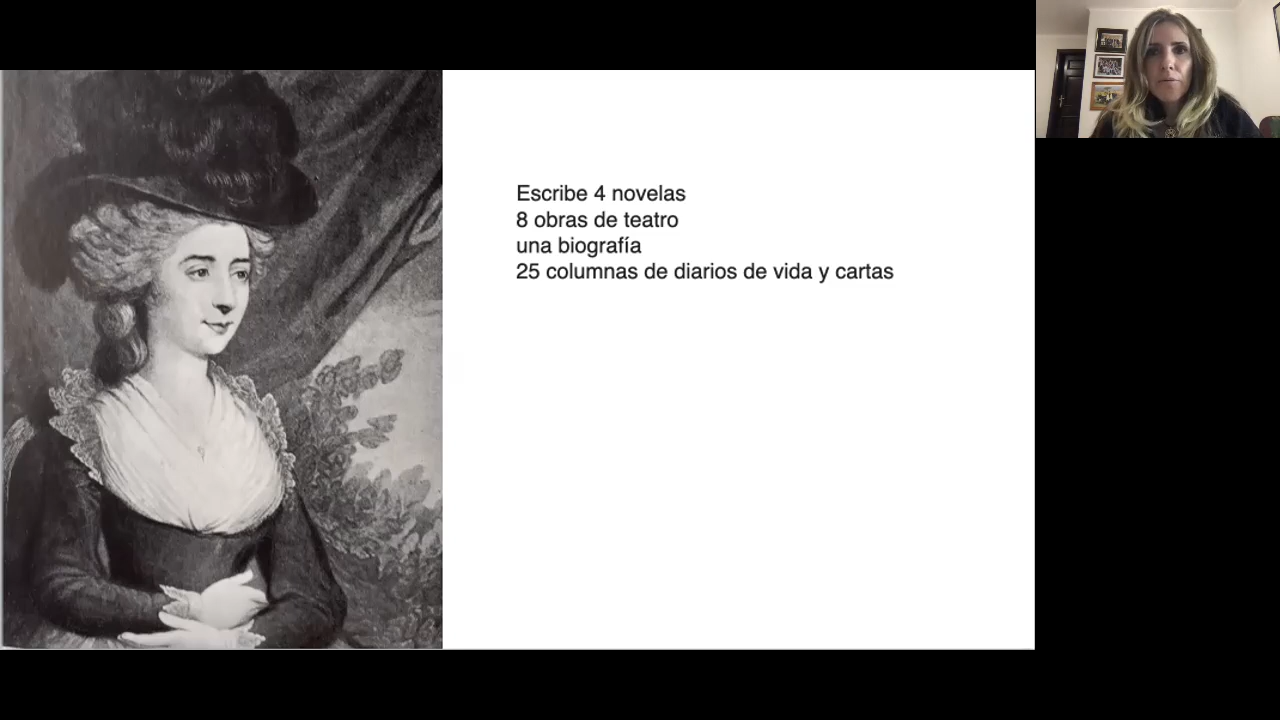 Escribe 4 novelas
8 obras de teatro
una biografía
25 columnas de diarios de vida y cartas